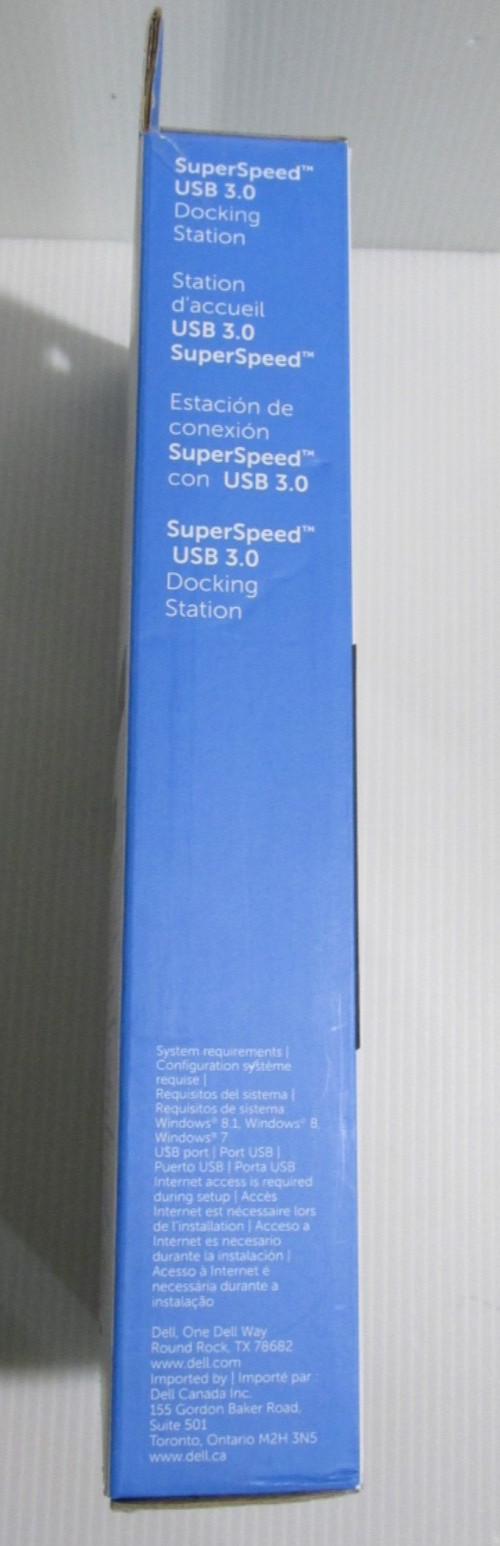 SuperSpeed™
USB 3.0
Docking
Station
Station
d'accueil
USB 3.0
SuperSpeed™
Estación de
conexión
SuperSpeed™
con USB 3.0
SuperSpeed™
USB 3.0
Docking
Station
System requirements |
Configuration système
requise |
Requisitos del sistema |
Requisitos de sistema
Windows® 8.1, Windows® 8,
Windows® 7
USB port | Port USB |
Puerto USB | Porta USB
Internet access is required
during setup | Accès
Internet est nécessaire lors
de l'installation | Acceso a
Internet es necesario
durante la instalación |
Acesso à Internet é
necessária durante a
instalação
Dell, One Dell Way
Round Rock, TX 78682
www.dell.com
Imported by | Importé par :
Dell Canada Inc.
155 Gordon Baker Road,
Suite 501
Toronto, Ontario M2H 3N5
www.dell.ca